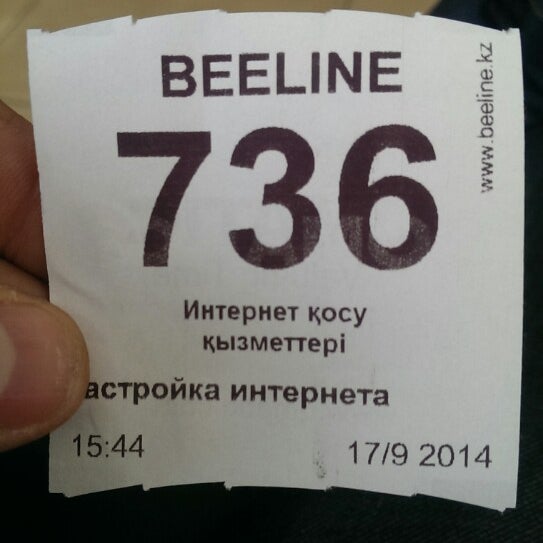 BEELINE
www.beeline.kz
736
Интернет қосу
қызметтері
астройка интернета
15:44
17/9 2014